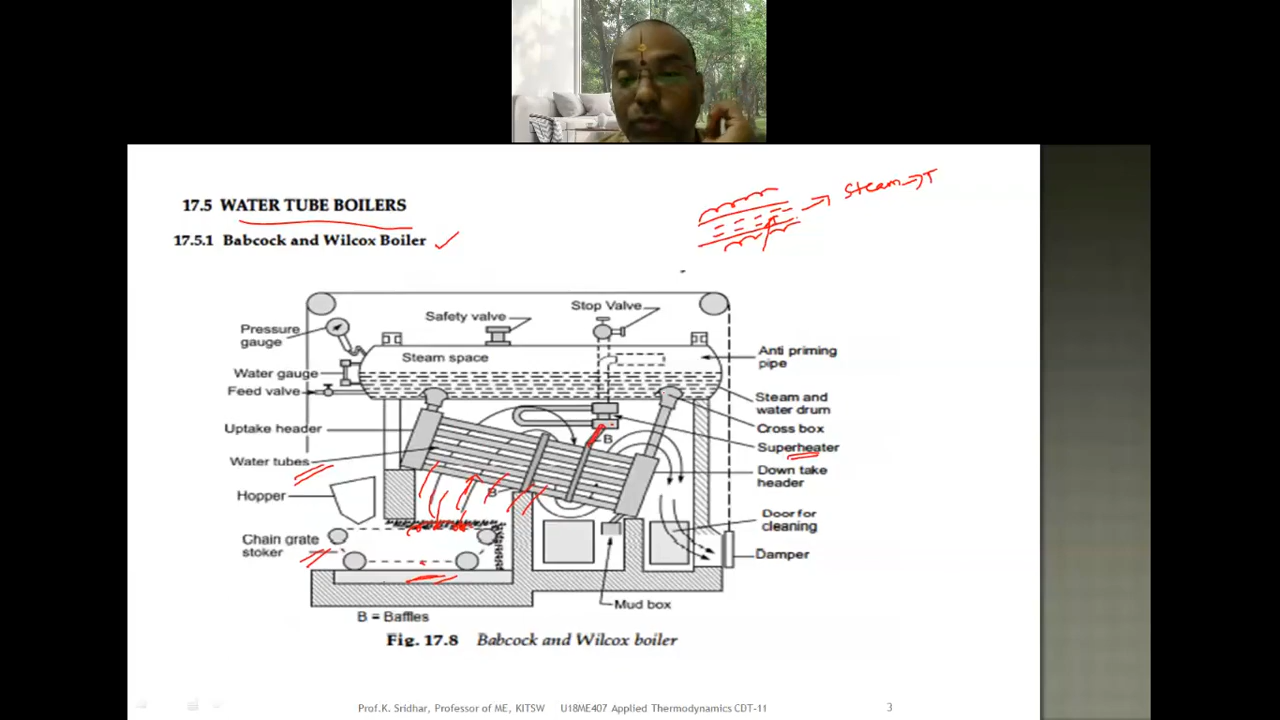 17.5 WATER TUBE BOILERS
17.5.1 Babcock and Wilcox Boiler
Steam → T
Safety valve
Stop Valve
Pressure
gauge
Steam space
Anti priming
pipe
Water gauge
Feed valve
Steam and
water drum
Uptake header
Cross box
B
Superheater
Water tubes
Down take
header
B
Hopper
Door for
cleaning
Chain grate
stoker
Damper
Mud box
B = Baffles
Fig. 17.8 Babcock and Wilcox boiler
Prof.K. Sridhar, Professor of ME, KITSW U18ME407 Applied Thermodynamics CDT-11
3